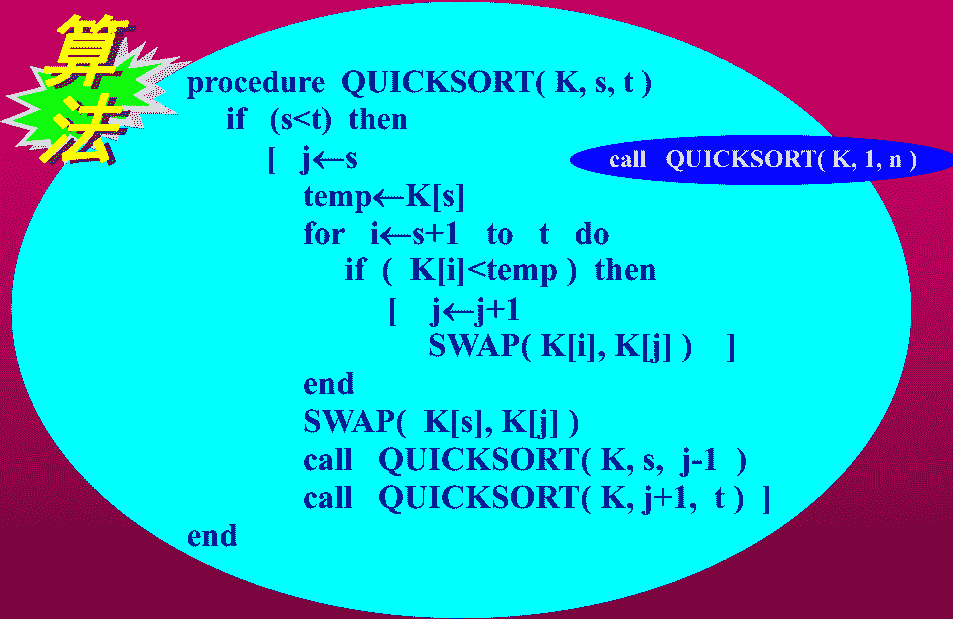 算法
procedure QUICKSORT( K, s, t )
if (s<t) then
[ j←s
call QUICKSORT( K, 1, n )
temp←K[s]
for i←s+1 to t do
if ( K[i]<temp ) then
[ j←j+1
SWAP( K[i], K[j] ) ]
end
SWAP( K[s], K[j] )
call QUICKSORT( K, s, j-1 )
call QUICKSORT( K, j+1, t ) ]
end